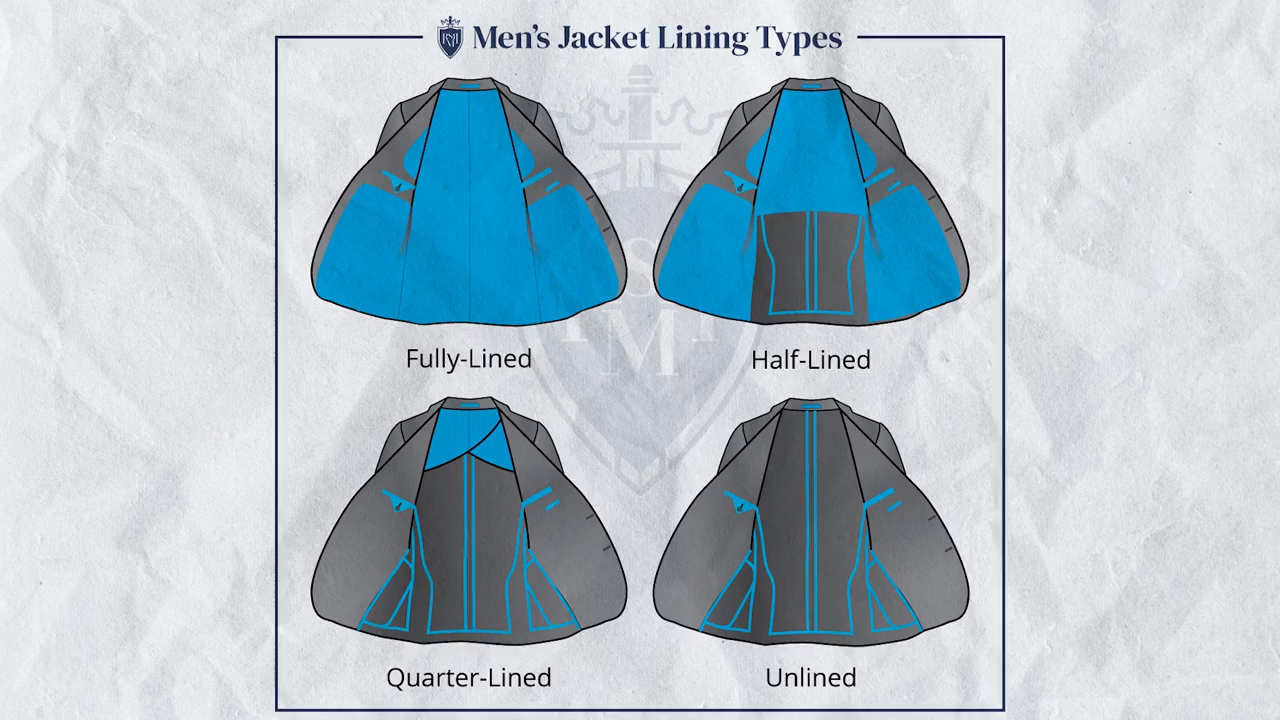 Men's Jacket Lining Types
Fully-Lined
Half-Lined
Quarter-Lined
Unlined